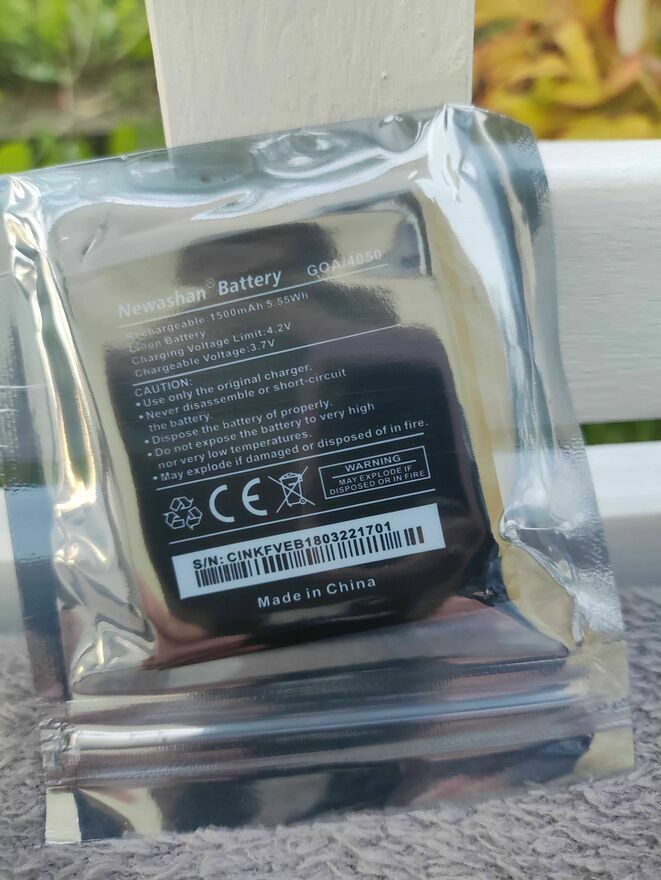 Newashan® Battery GOA/4050
Rechargeable:1500mAh 5.55Wh
Li-ion Battery
Charging Voltage Limit:4.2V
Chargeable Voltage:3.7V
CAUTION:
• Use only the original charger.
• Never disassemble or short-circuit
the battery.
• Dispose the battery of properly.
• Do not expose the battery to very high
nor very low temperatures.
• May explode if damaged or disposed of in fire.
CE
WARNING
MAY EXPLODE IF
DISPOSED OR IN FIRE
S/N: CINKFVEB1803221701
Made in China